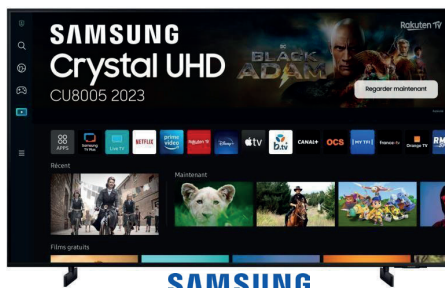 SAMSUNG
Crystal UHD
CU8005 2023
Rakuten TV
BLACK
ADAM
Regarder maintenant
APPS
Samsung
TV Plus
Live TV
NETFLIX
prime
video
Rakuten TV
Disney+
tv
b.tv
CANAL+
OCS
MY TF1
france•tv
Orange TV
RM
Récent
Maintenant
Films gratuits
SAMSUNG